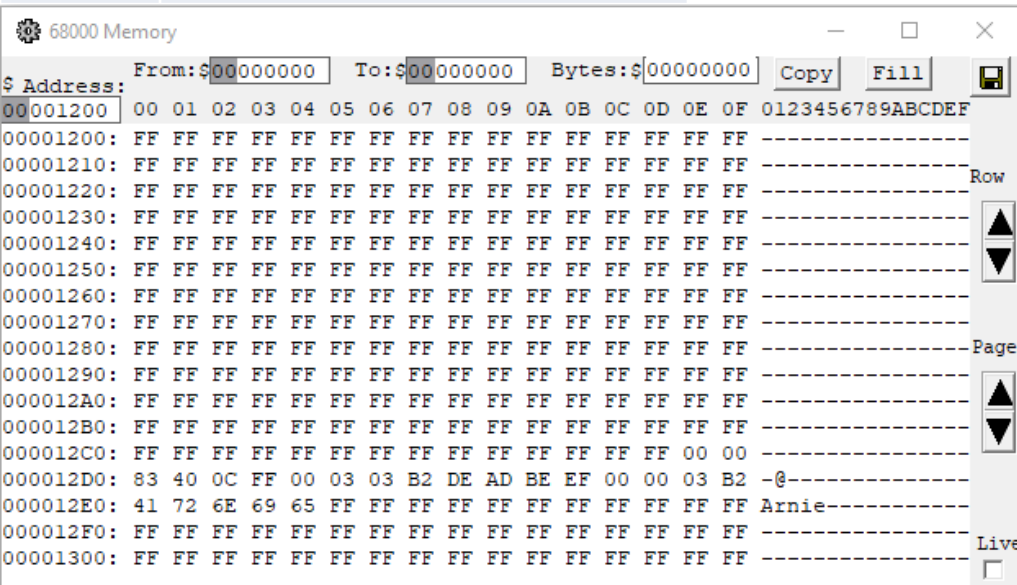 68000 Memory
From:$00000000 To:$00000000 Bytes:$00000000 Copy Fill
$ Address:
00001200 00 01 02 03 04 05 06 07 08 09 0A 0B 0C 0D 0E 0F 0123456789ABCDEF
00001200: FF FF FF FF FF FF FF FF FF FF FF FF FF FF FF FF ----------------
00001210: FF FF FF FF FF FF FF FF FF FF FF FF FF FF FF FF ----------------
Row
00001220: FF FF FF FF FF FF FF FF FF FF FF FF FF FF FF FF ----------------
00001230: FF FF FF FF FF FF FF FF FF FF FF FF FF FF FF FF ----------------
00001240: FF FF FF FF FF FF FF FF FF FF FF FF FF FF FF FF ----------------
00001250: FF FF FF FF FF FF FF FF FF FF FF FF FF FF FF FF ----------------
00001260: FF FF FF FF FF FF FF FF FF FF FF FF FF FF FF FF ----------------
00001270: FF FF FF FF FF FF FF FF FF FF FF FF FF FF FF FF ----------------
00001280: FF FF FF FF FF FF FF FF FF FF FF FF FF FF FF FF ----------------
Page
00001290: FF FF FF FF FF FF FF FF FF FF FF FF FF FF FF FF ----------------
000012A0: FF FF FF FF FF FF FF FF FF FF FF FF FF FF FF FF ----------------
000012B0: FF FF FF FF FF FF FF FF FF FF FF FF FF FF FF FF ----------------
000012C0: FF FF FF FF FF FF FF FF FF FF FF FF FF FF 00 00 ----------------
000012D0: 83 40 0C FF 00 03 03 B2 DE AD BE EF 00 00 03 B2 -@--------------
000012E0: 41 72 6E 69 65 FF FF FF FF FF FF FF FF FF FF FF Arnie-----------
000012F0: FF FF FF FF FF FF FF FF FF FF FF FF FF FF FF FF ----------------
Live
00001300: FF FF FF FF FF FF FF FF FF FF FF FF FF FF FF FF ----------------